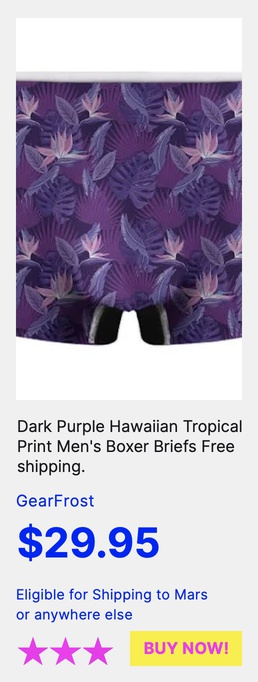 Dark Purple Hawaiian Tropical
Print Men's Boxer Briefs Free
shipping.
GearFrost
$29.95
Eligible for Shipping to Mars
or anywhere else
BUY NOW!